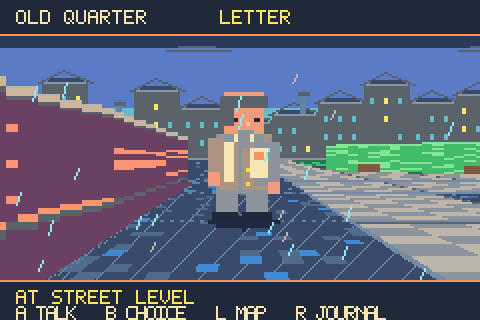 OLD QUARTER LETTER
AT STREET LEVEL
A TALK B CHOICE L MAP R JOURNAL